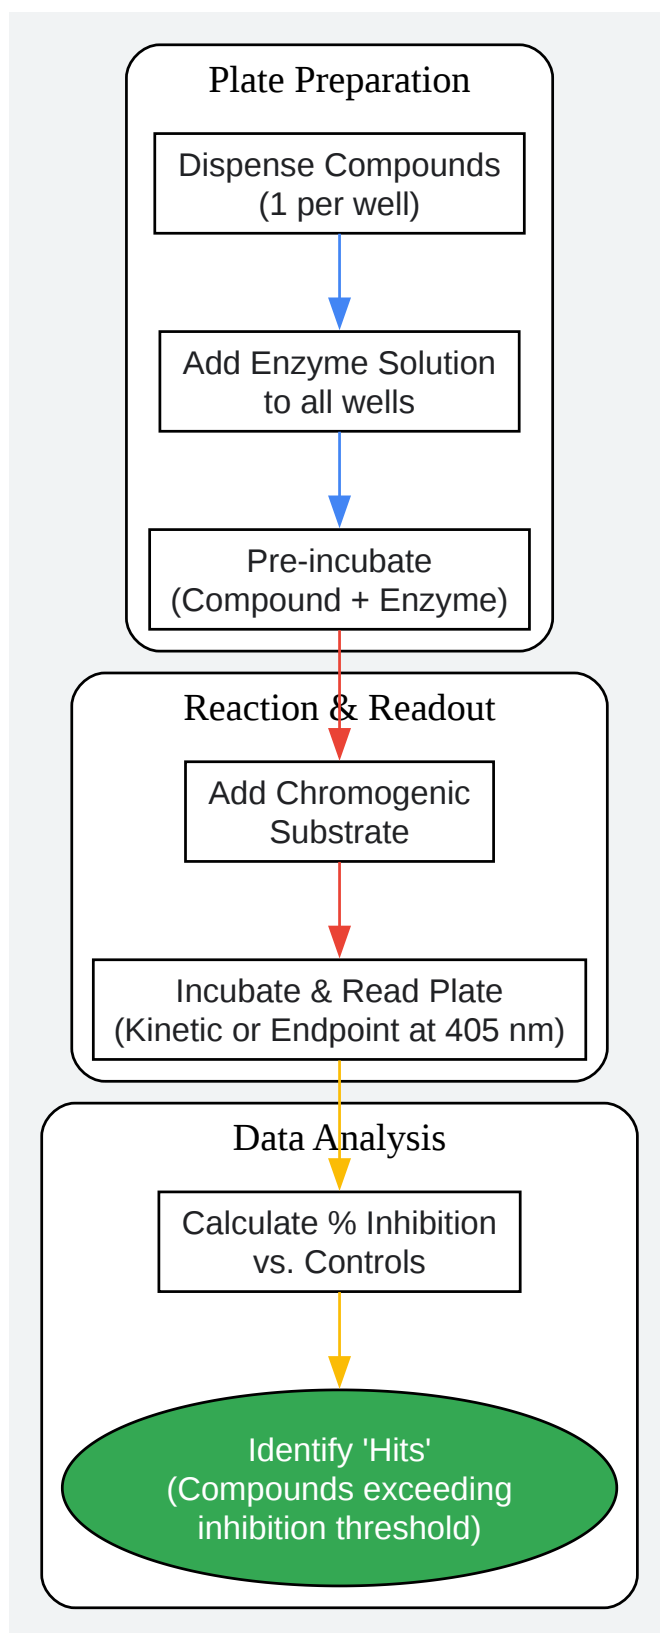 Plate Preparation
Dispense Compounds
(1 per well)
Add Enzyme Solution
to all wells
Pre-incubate
(Compound + Enzyme)
Reaction & Readout
Add Chromogenic
Substrate
Incubate & Read Plate
(Kinetic or Endpoint at 405 nm)
Data Analysis
Calculate % Inhibition
vs. Controls
Identify 'Hits'
(Compounds exceeding
inhibition threshold)